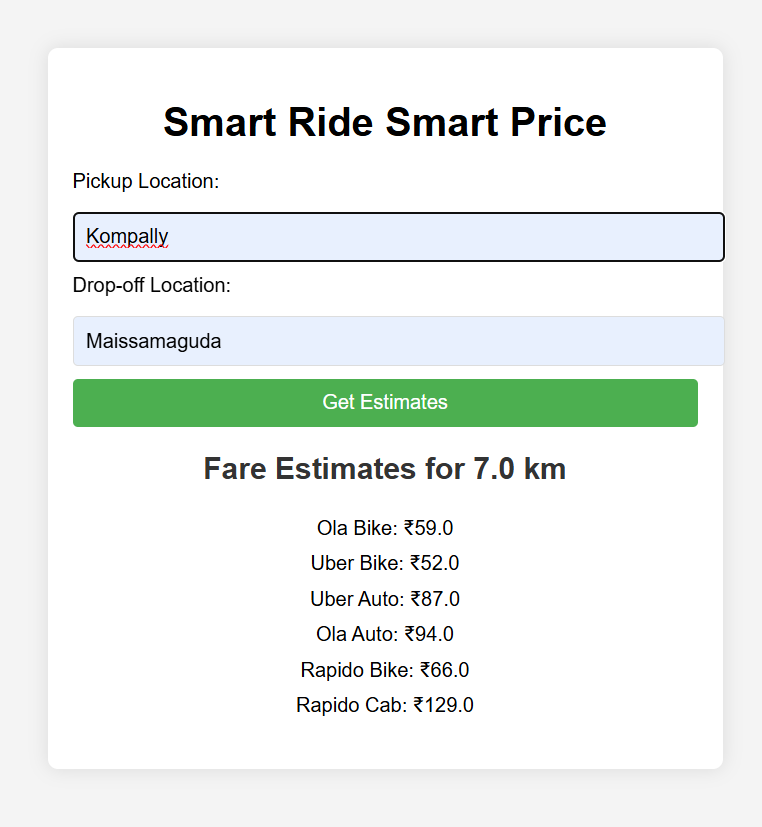 Smart Ride Smart Price
Pickup Location:
Kompally
Drop-off Location:
Maissamaguda
Get Estimates
Fare Estimates for 7.0 km
Ola Bike: ₹59.0
Uber Bike: ₹52.0
Uber Auto: ₹87.0
Ola Auto: ₹94.0
Rapido Bike: ₹66.0
Rapido Cab: ₹129.0